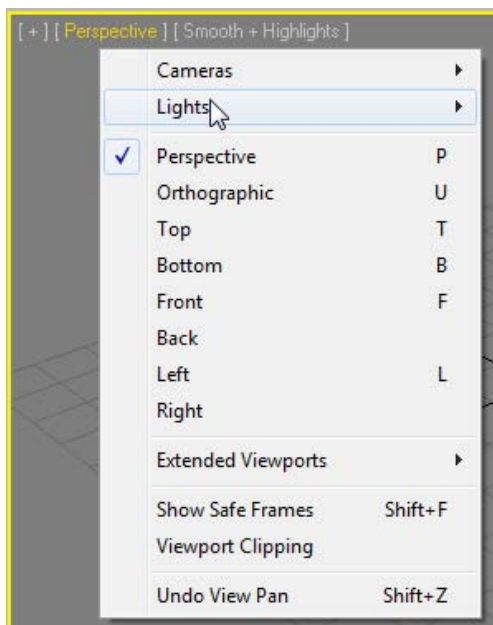 [ + ] [ Perspective ] [ Smooth + Highlights ]
Cameras
Lights
Perspective P
Orthographic U
Top T
Bottom B
Front F
Back
Left L
Right
Extended Viewports
Show Safe Frames Shift+F
Viewport Clipping
Undo View Pan Shift+Z